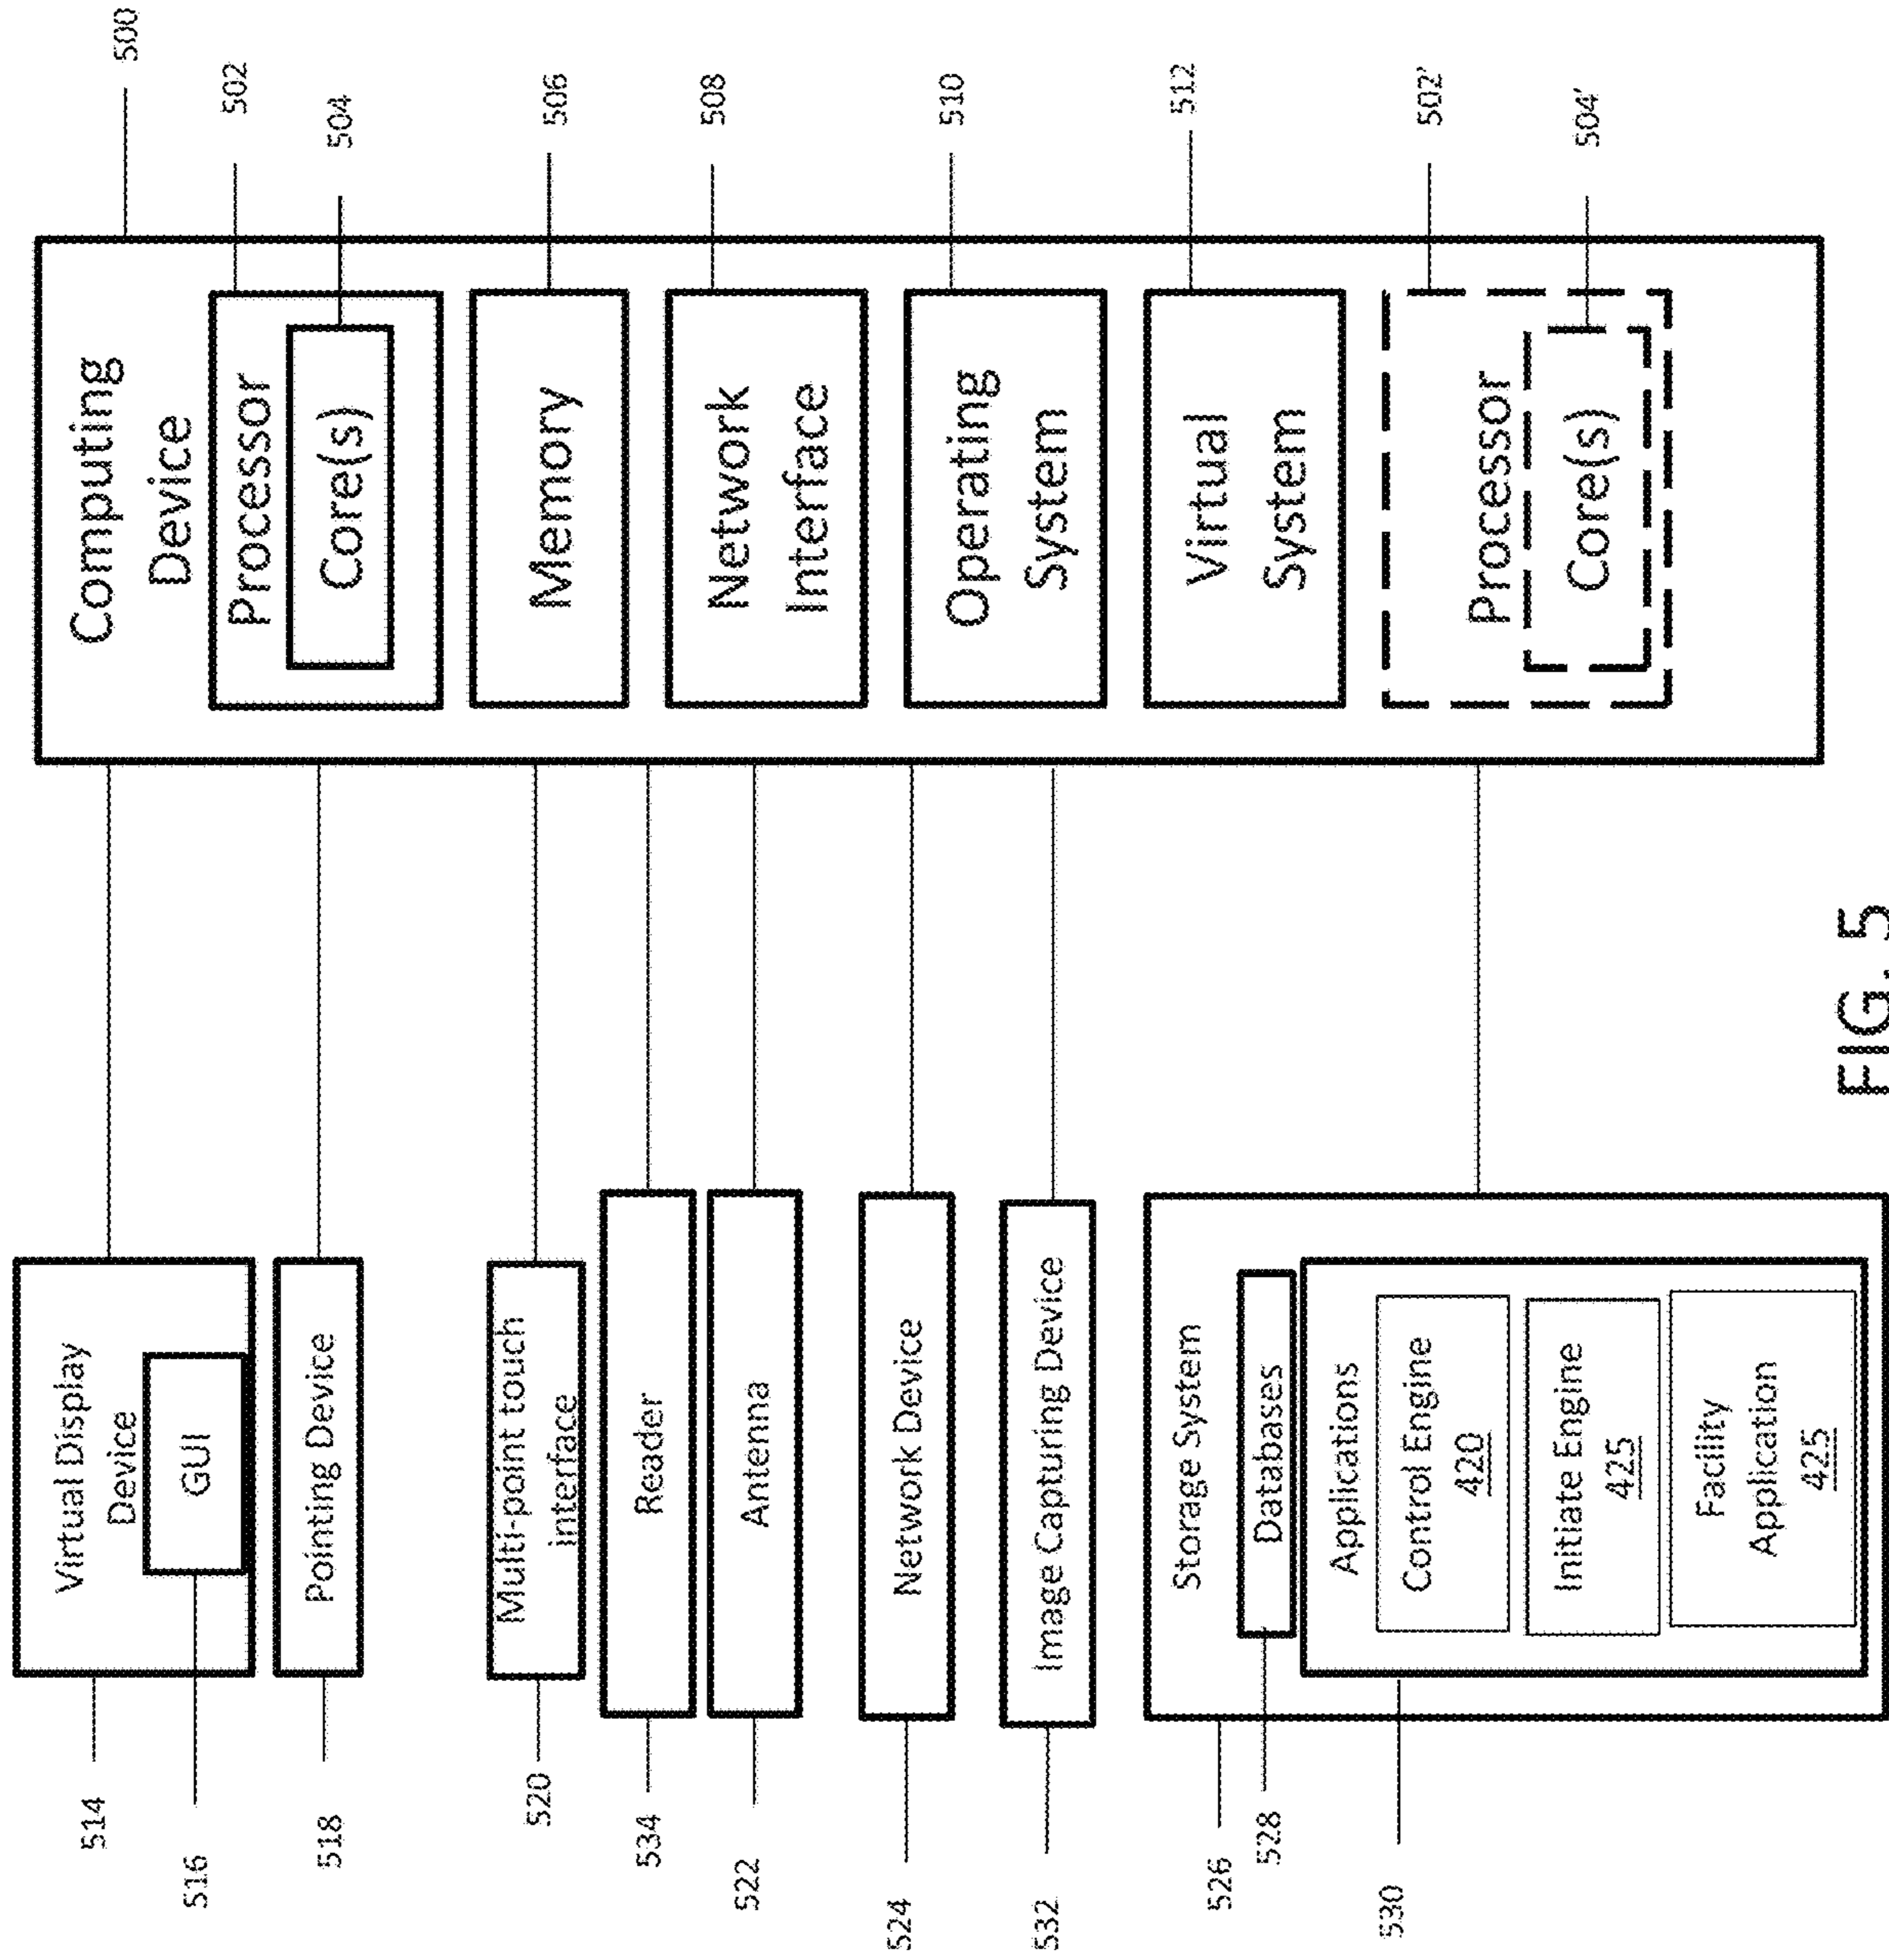 514
Virtual Display
Device
516
GUI
518
Pointing Device
520
Multi-point touch
interface
534
Reader
522
Antenna
524
Network Device
532
Image Capturing Device
526
Storage System
528
Databases
530
Applications
Control Engine
420
Initiate Engine
425
Facility
Application
425
Computing
Device
500
Processor
502
Core(s)
504
Memory
506
Network
Interface
508
Operating
System
510
Virtual
System
512
Processor
502'
Core(s)
504'
FIG. 5